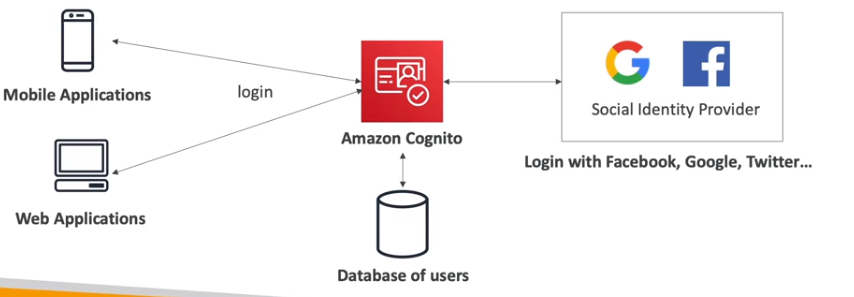 Mobile Applications
login
Web Applications
Amazon Cognito
Database of users
Social Identity Provider
Login with Facebook, Google, Twitter...